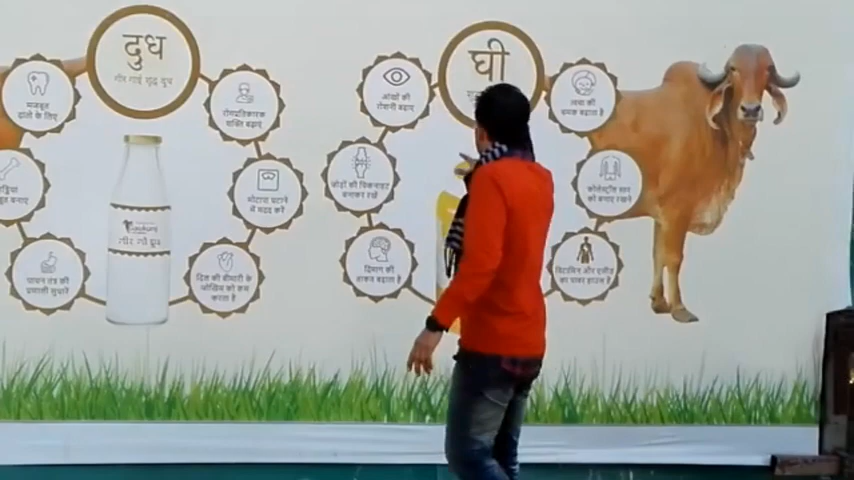 दुध
गीर गाई शुद्ध दुध
मजबूत
दांतो के लिए
रोगप्रतिकारक
शक्ति बढ़ाएं
मोटापा घटाने
में मदद करें
दिल की बीमारी के
जोखिम को कम
करता है
पाचन तंत्र की
प्रणाली सुधारें
गीर गौ दूध
घी
आंखों की
रोशनी बढ़ाएं
जोड़ों की चिकनाहट
बनाकर रखें
दिमाग की
ताकत बढ़ाता है
त्वचा की
चमक बढ़ाता है
कोलेस्ट्रॉल स्तर
को बनाए रखें
विटामिन और एनर्जी
का पावर हाउस